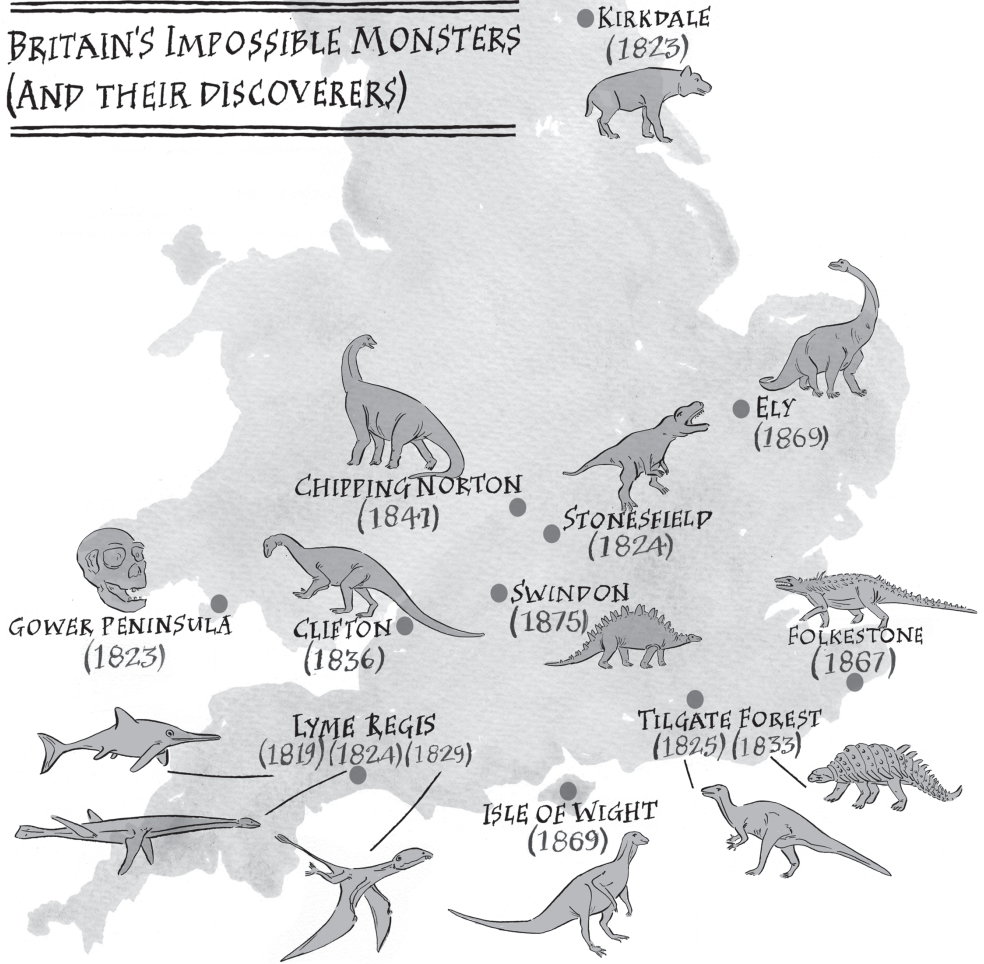 BRITAIN'S IMPOSSIBLE MONSTERS
(AND THEIR DISCOVERERS)
KIRKDALE
(1823)
ELY
(1869)
CHIPPING NORTON
(1841)
STONESFIELD
(1824)
SWINDON
(1875)
GOWER PENINSULA
(1823)
CLIFTON
(1836)
FOLKESTONE
(1867)
LYME REGIS
(1819) (1824) (1829)
TILGATE FOREST
(1825) (1833)
ISLE OF WIGHT
(1869)